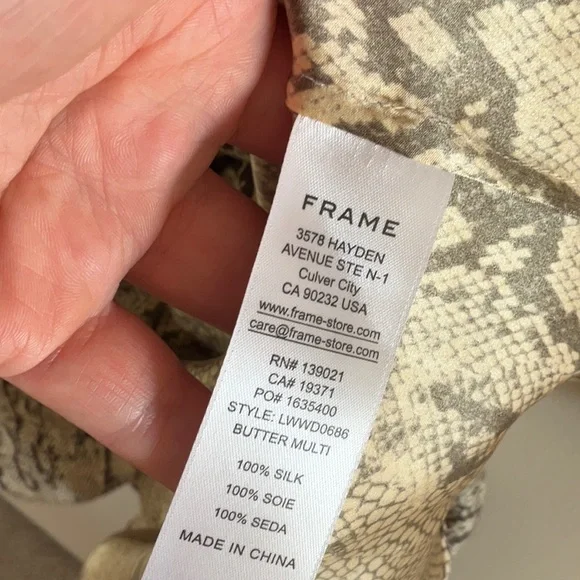 FRAME
3578 HAYDEN
AVENUE STE N-1
Culver City
CA 90232 USA
www.frame-store.com
care@frame-store.com
RN# 139021
CA# 19371
PO# 1635400
STYLE: LWWD0686
BUTTER MULTI
100% SILK
100% SOIE
100% SEDA
MADE IN CHINA